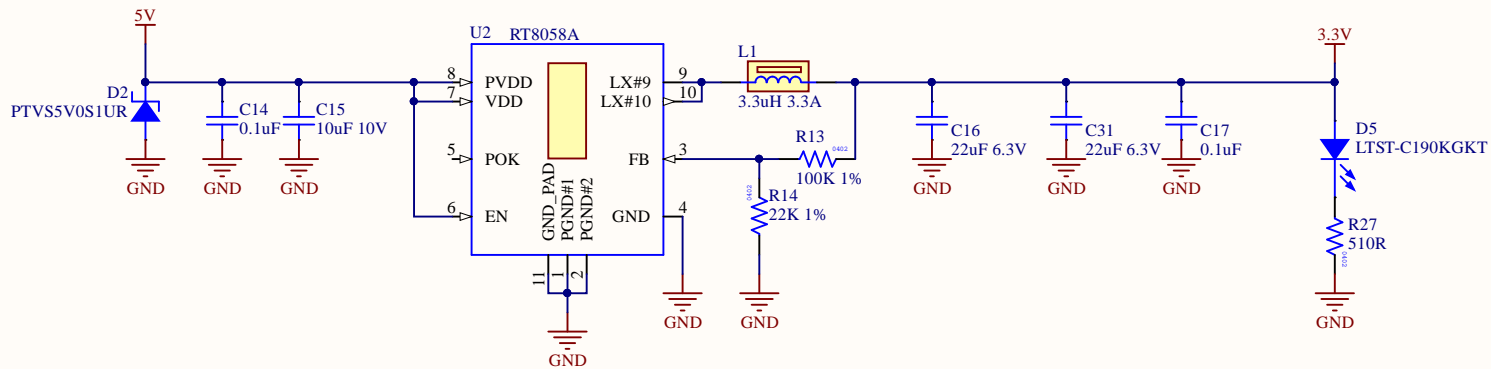 5V
U2 RT8058A
3.3V
L1
8 PVDD LX#9 9
7 VDD LX#10 10
3.3uH 3.3A
D2
PTVS5V0S1UR
C14
0.1uF
C15
10uF 10V
C16
22uF 6.3V
C31
22uF 6.3V
C17
0.1uF
D5
LTST-C190KGKT
R13
0402
100K 1%
5 POK FB 3
GND
GND
GND
GND
GND
GND
R14
22K 1%
0402
6 EN GND 4
GND_PAD
PGND#1
PGND#2
11
1
2
R27
510R
0402
GND
GND
GND
GND